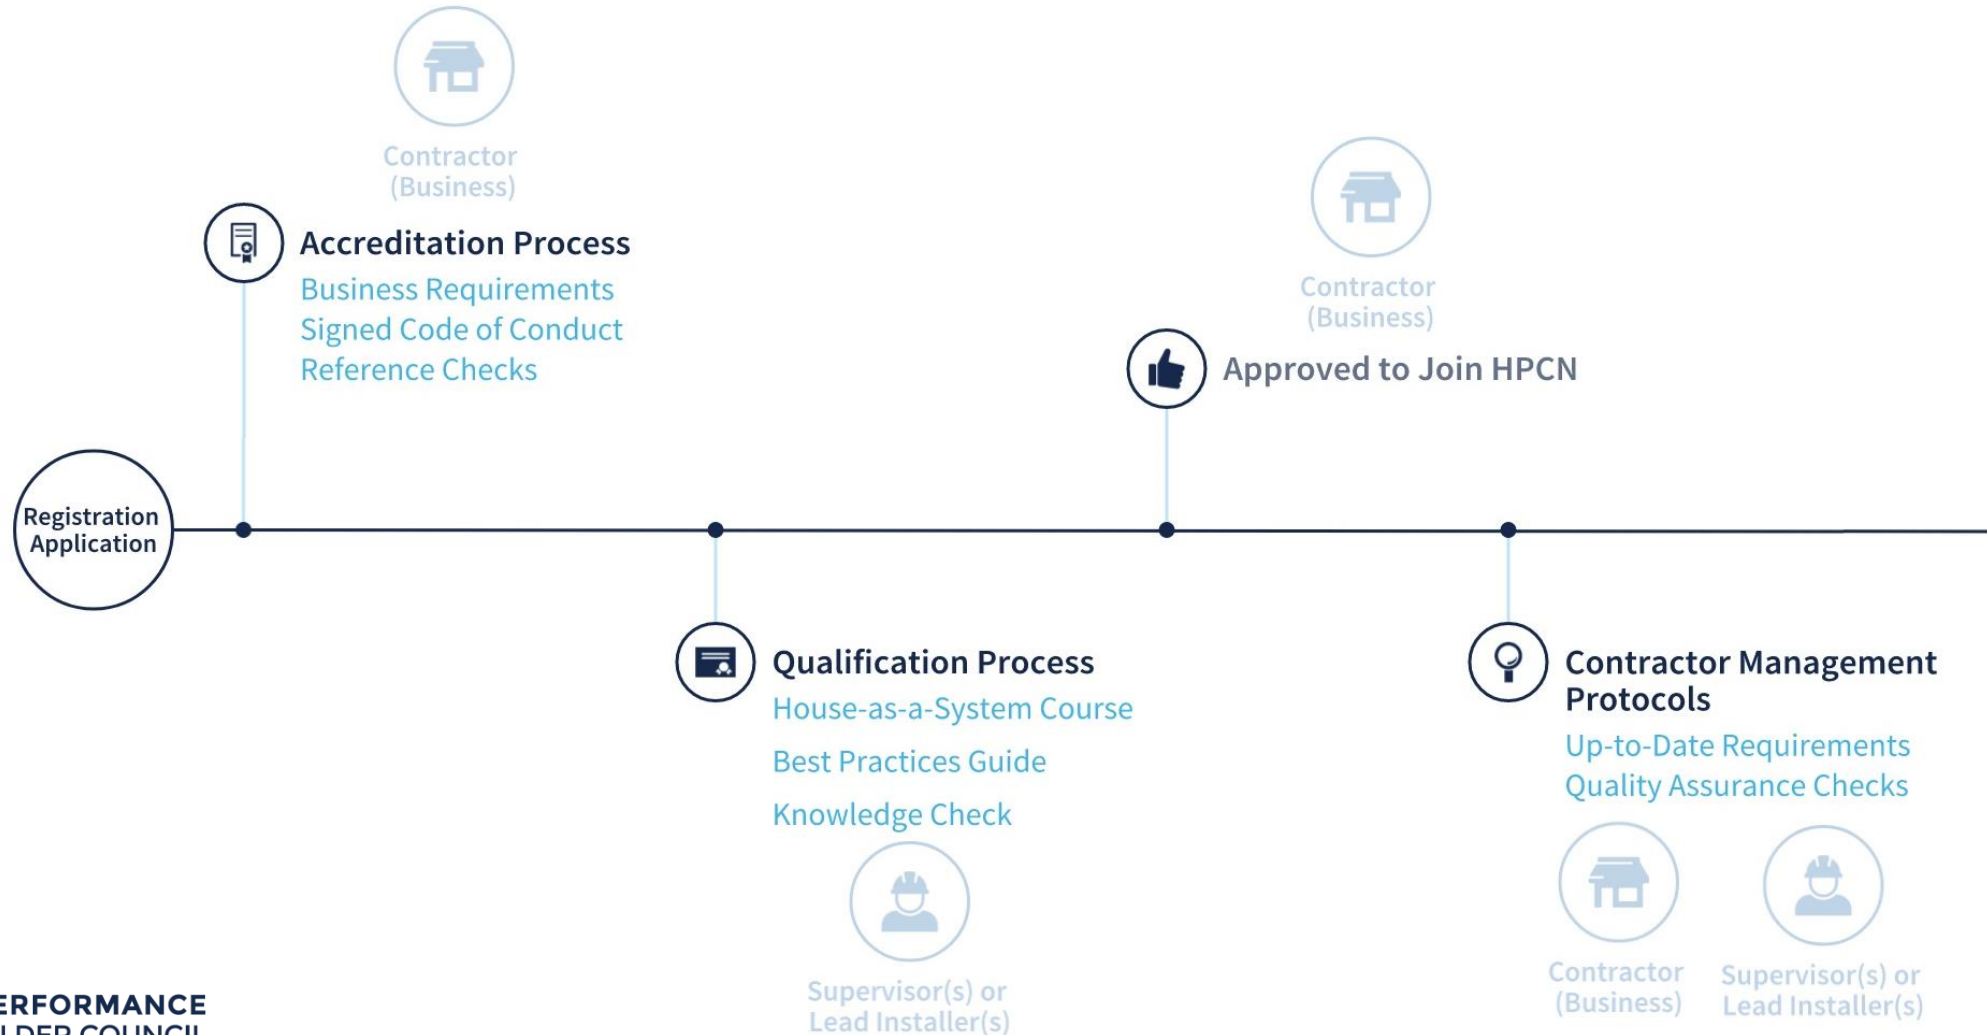 Contractor
(Business)
Accreditation Process
Business Requirements
Signed Code of Conduct
Reference Checks
Contractor
(Business)
Approved to Join HPCN
Registration
Application
Qualification Process
House-as-a-System Course
Best Practices Guide
Knowledge Check
Supervisor(s) or
Lead Installer(s)
Contractor Management
Protocols
Up-to-Date Requirements
Quality Assurance Checks
Contractor
(Business)
Supervisor(s) or
Lead Installer(s)
COUNCIL